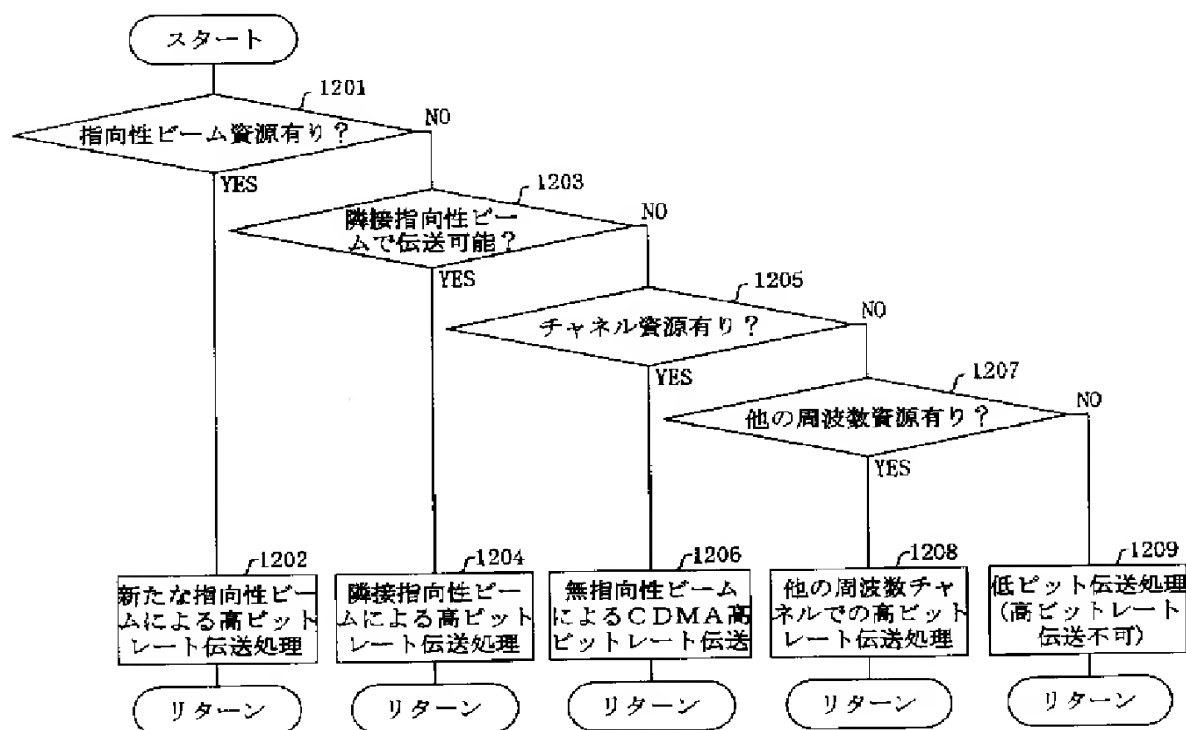 スタート
1201
指向性ビーム資源有り？
NO
YES
1203
隣接指向性ビー
ムで伝送可能？
NO
YES
1205
チャネル資源有り？
NO
YES
1207
他の周波数資源有り？
NO
YES
1202
新たな指向性ビー
ムによる高ビット
レート伝送処理
1204
隣接指向性ビー
ムによる高ビット
レート伝送処理
1206
無指向性ビーム
によるCDMA高
ビットレート伝送
1208
他の周波数チャ
ネルでの高ビット
レート伝送処理
1209
低ビット伝送処理
(高ビットレート
伝送不可)
リターン
リターン
リターン
リターン
リターン